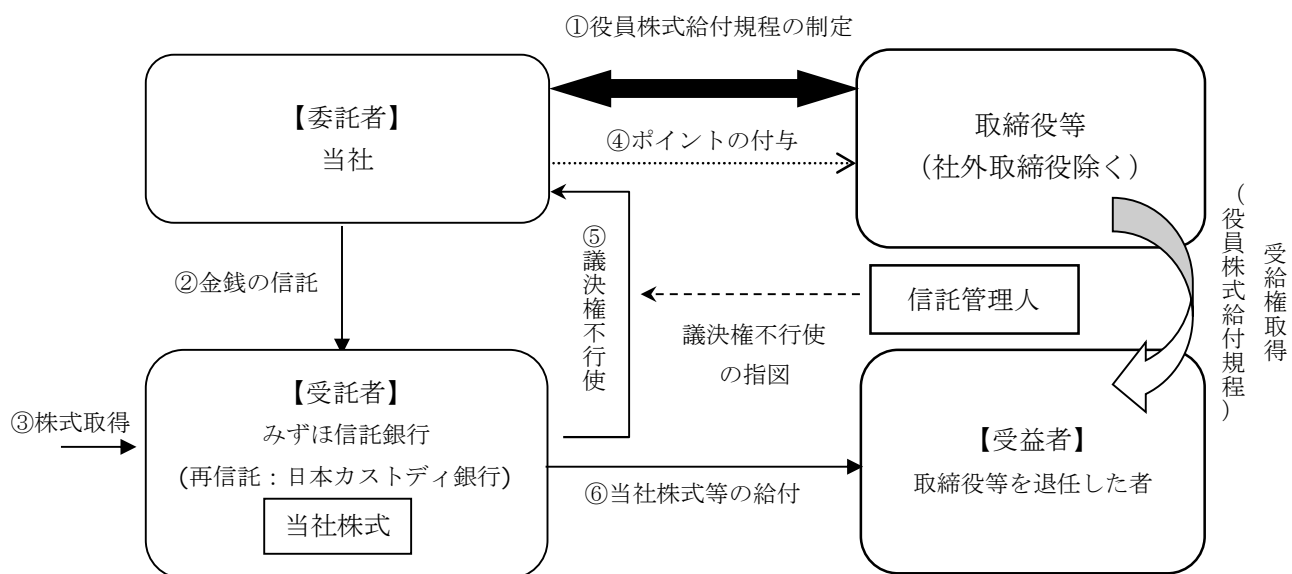 ①役員株式給付規程の制定
【委託者】
当社
④ポイントの付与
取締役等
（社外取締役除く）
②金銭の信託
⑤議決権不行使
信託管理人
議決権不行使
の指図
受給権取得
（役員株式給付規程）
③株式取得
【受託者】
みずほ信託銀行
(再信託：日本カストディ銀行)
当社株式
⑥当社株式等の給付
【受益者】
取締役等を退任した者